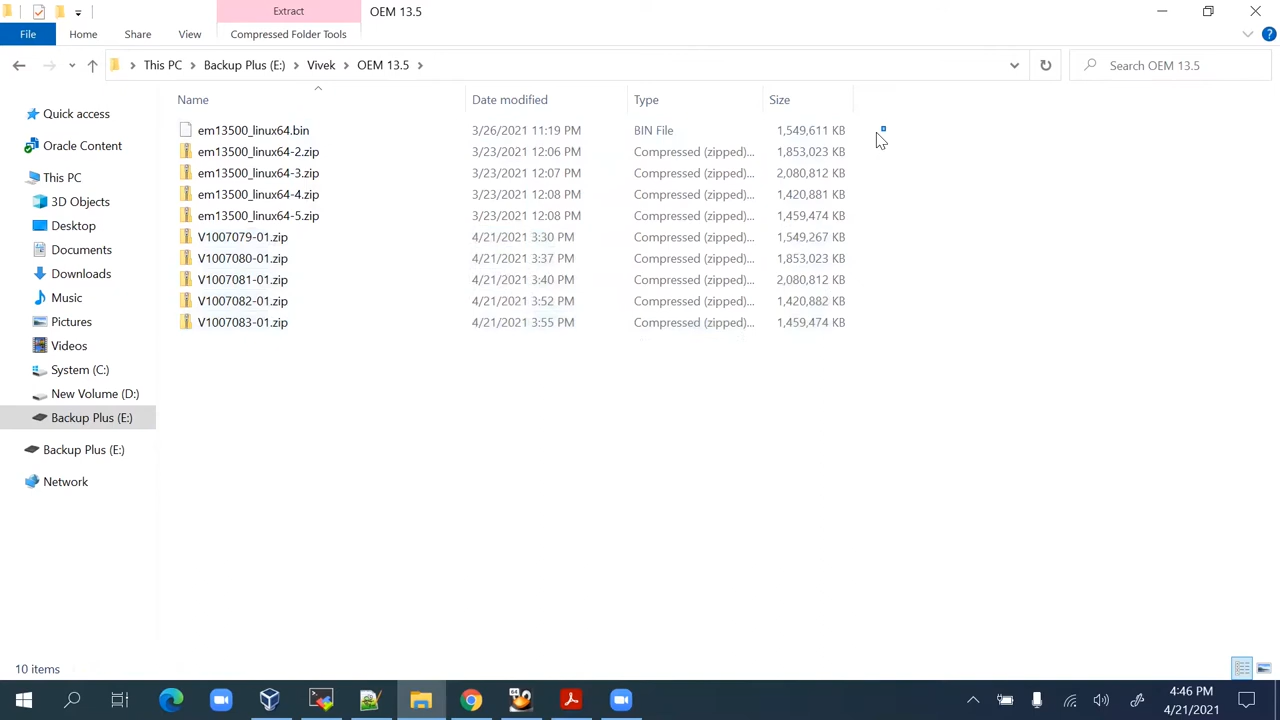 Extract
OEM 13.5
File
Home
Share
View
Compressed Folder Tools
This PC
Backup Plus (E:)
Vivek
OEM 13.5
Search OEM 13.5
Name
Date modified
Type
Size
Quick access
Oracle Content
This PC
3D Objects
Desktop
Documents
Downloads
Music
Pictures
Videos
System (C:)
New Volume (D:)
Backup Plus (E:)
Backup Plus (E:)
Network
em13500_linux64.bin 3/26/2021 11:19 PM BIN File 1,549,611 KB
em13500_linux64-2.zip 3/23/2021 12:06 PM Compressed (zipped)... 1,853,023 KB
em13500_linux64-3.zip 3/23/2021 12:07 PM Compressed (zipped)... 2,080,812 KB
em13500_linux64-4.zip 3/23/2021 12:08 PM Compressed (zipped)... 1,420,881 KB
em13500_linux64-5.zip 3/23/2021 12:08 PM Compressed (zipped)... 1,459,474 KB
V1007079-01.zip 4/21/2021 3:30 PM Compressed (zipped)... 1,549,267 KB
V1007080-01.zip 4/21/2021 3:37 PM Compressed (zipped)... 1,853,023 KB
V1007081-01.zip 4/21/2021 3:40 PM Compressed (zipped)... 2,080,812 KB
V1007082-01.zip 4/21/2021 3:52 PM Compressed (zipped)... 1,420,882 KB
V1007083-01.zip 4/21/2021 3:55 PM Compressed (zipped)... 1,459,474 KB
10 items
4:46 PM
4/21/2021